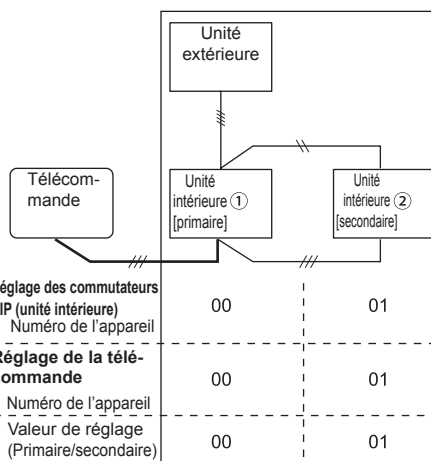 Unité
extérieure
Télécom-
mande
Unité
intérieure ①
[primaire]
Unité
intérieure ②
[secondaire]
églage des commutateurs
IP (unité intérieure)
Numéro de l'appareil
00
01
Réglage de la télé-
commande
Numéro de l'appareil
00
01
Valeur de réglage
(Primaire/secondaire)
00
01